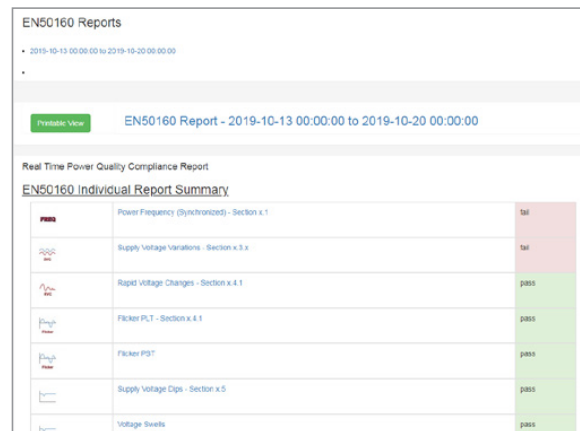 EN50160 Reports
2019-10-13 00:00:00 to 2019-10-20 00:00:00
Printable View
EN50160 Report - 2019-10-13 00:00:00 to 2019-10-20 00:00:00
Real Time Power Quality Compliance Report
EN50160 Individual Report Summary
FREQ Power Frequency (Synchronized) - Section x.1 fail
Supply Voltage Variations - Section x.3.x fail
Rapid Voltage Changes - Section x.4.1 pass
Flicker Flicker PLT - Section x.4.1 pass
Flicker Flicker PST pass
Supply Voltage Dips - Section x.5 pass
Voltage Swells pass